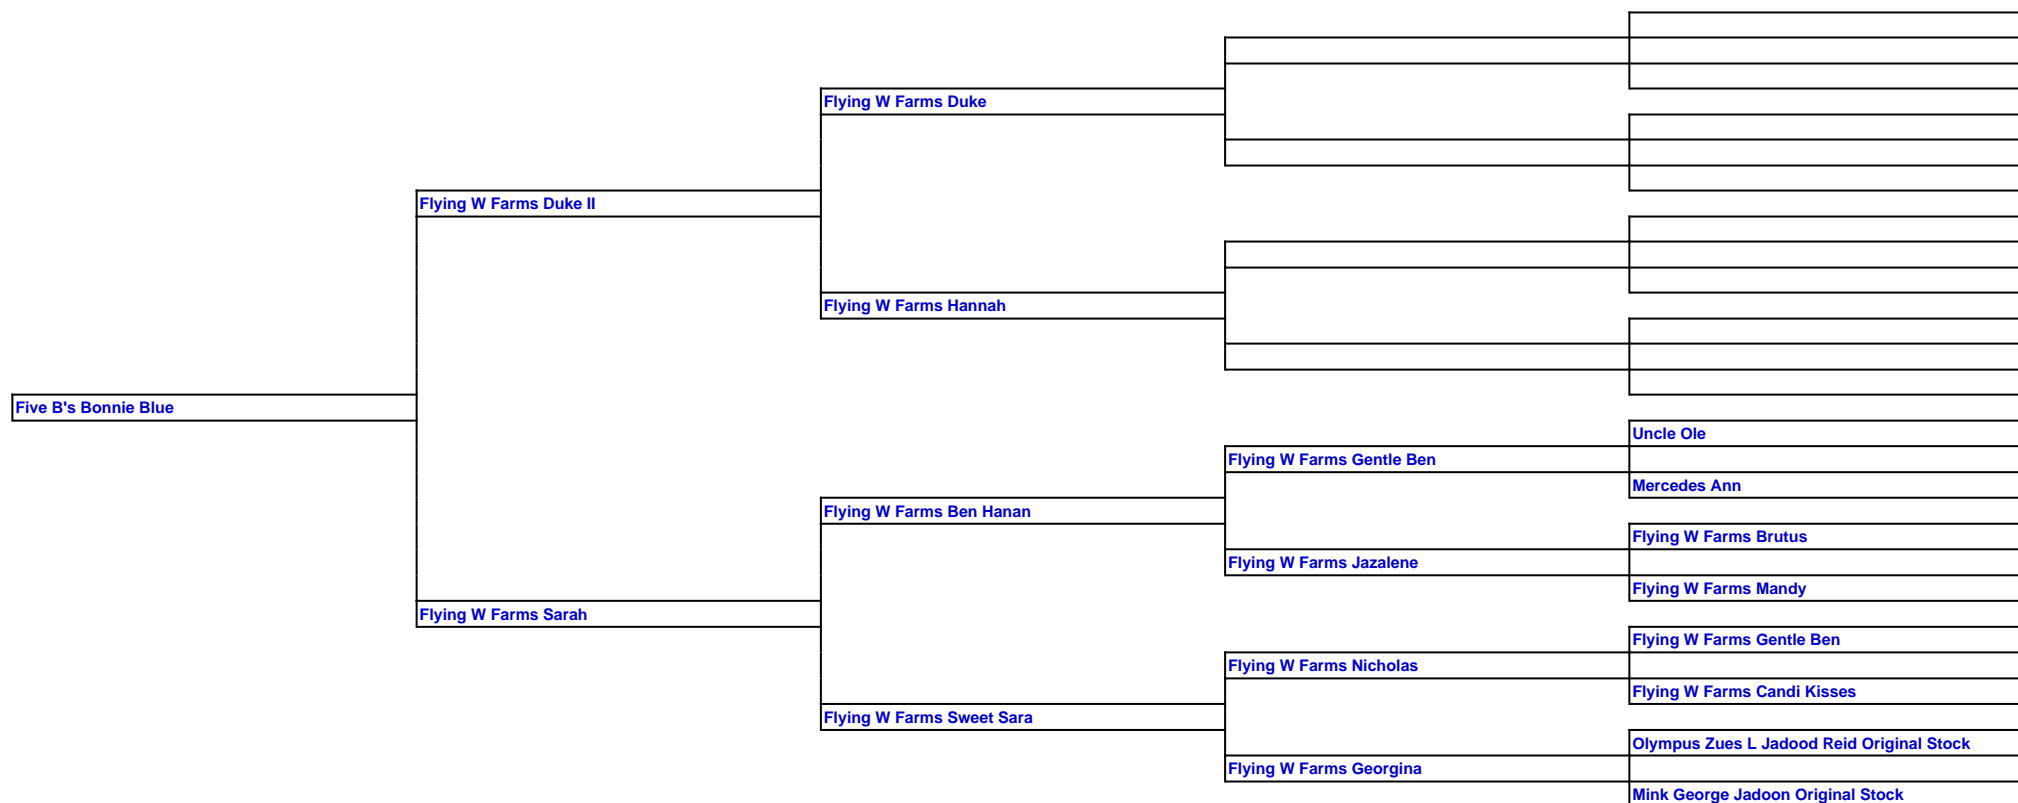 Flying W Farms Duke
Flying W Farms Duke II
Flying W Farms Hannah
Five B's Bonnie Blue
Uncle Ole
Flying W Farms Gentle Ben
Mercedes Ann
Flying W Farms Ben Hanan
Flying W Farms Brutus
Flying W Farms Jazalene
Flying W Farms Mandy
Flying W Farms Sarah
Flying W Farms Gentle Ben
Flying W Farms Nicholas
Flying W Farms Candi Kisses
Flying W Farms Sweet Sara
Olympus Zues L Jadood Reid Original Stock
Flying W Farms Georgina
Mink George Jadoon Original Stock